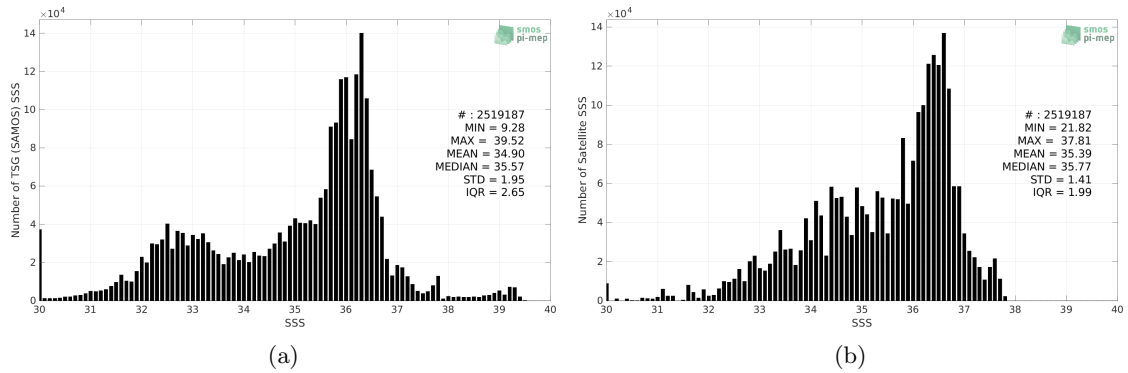 ×10⁴
14
12
10
8
6
4
2
0
Number of TSG (SAMOS) SSS
smos
pi-mep
# : 2519187
MIN = 9.28
MAX = 39.52
MEAN = 34.90
MEDIAN = 35.57
STD = 1.95
IQR = 2.65
30 31 32 33 34 35 36 37 38 39 40
SSS
(a)
×10⁴
14
12
10
8
6
4
2
0
Number of Satellite SSS
smos
pi-mep
# : 2519187
MIN = 21.82
MAX = 37.81
MEAN = 35.39
MEDIAN = 35.77
STD = 1.41
IQR = 1.99
30 31 32 33 34 35 36 37 38 39 40
SSS
(b)